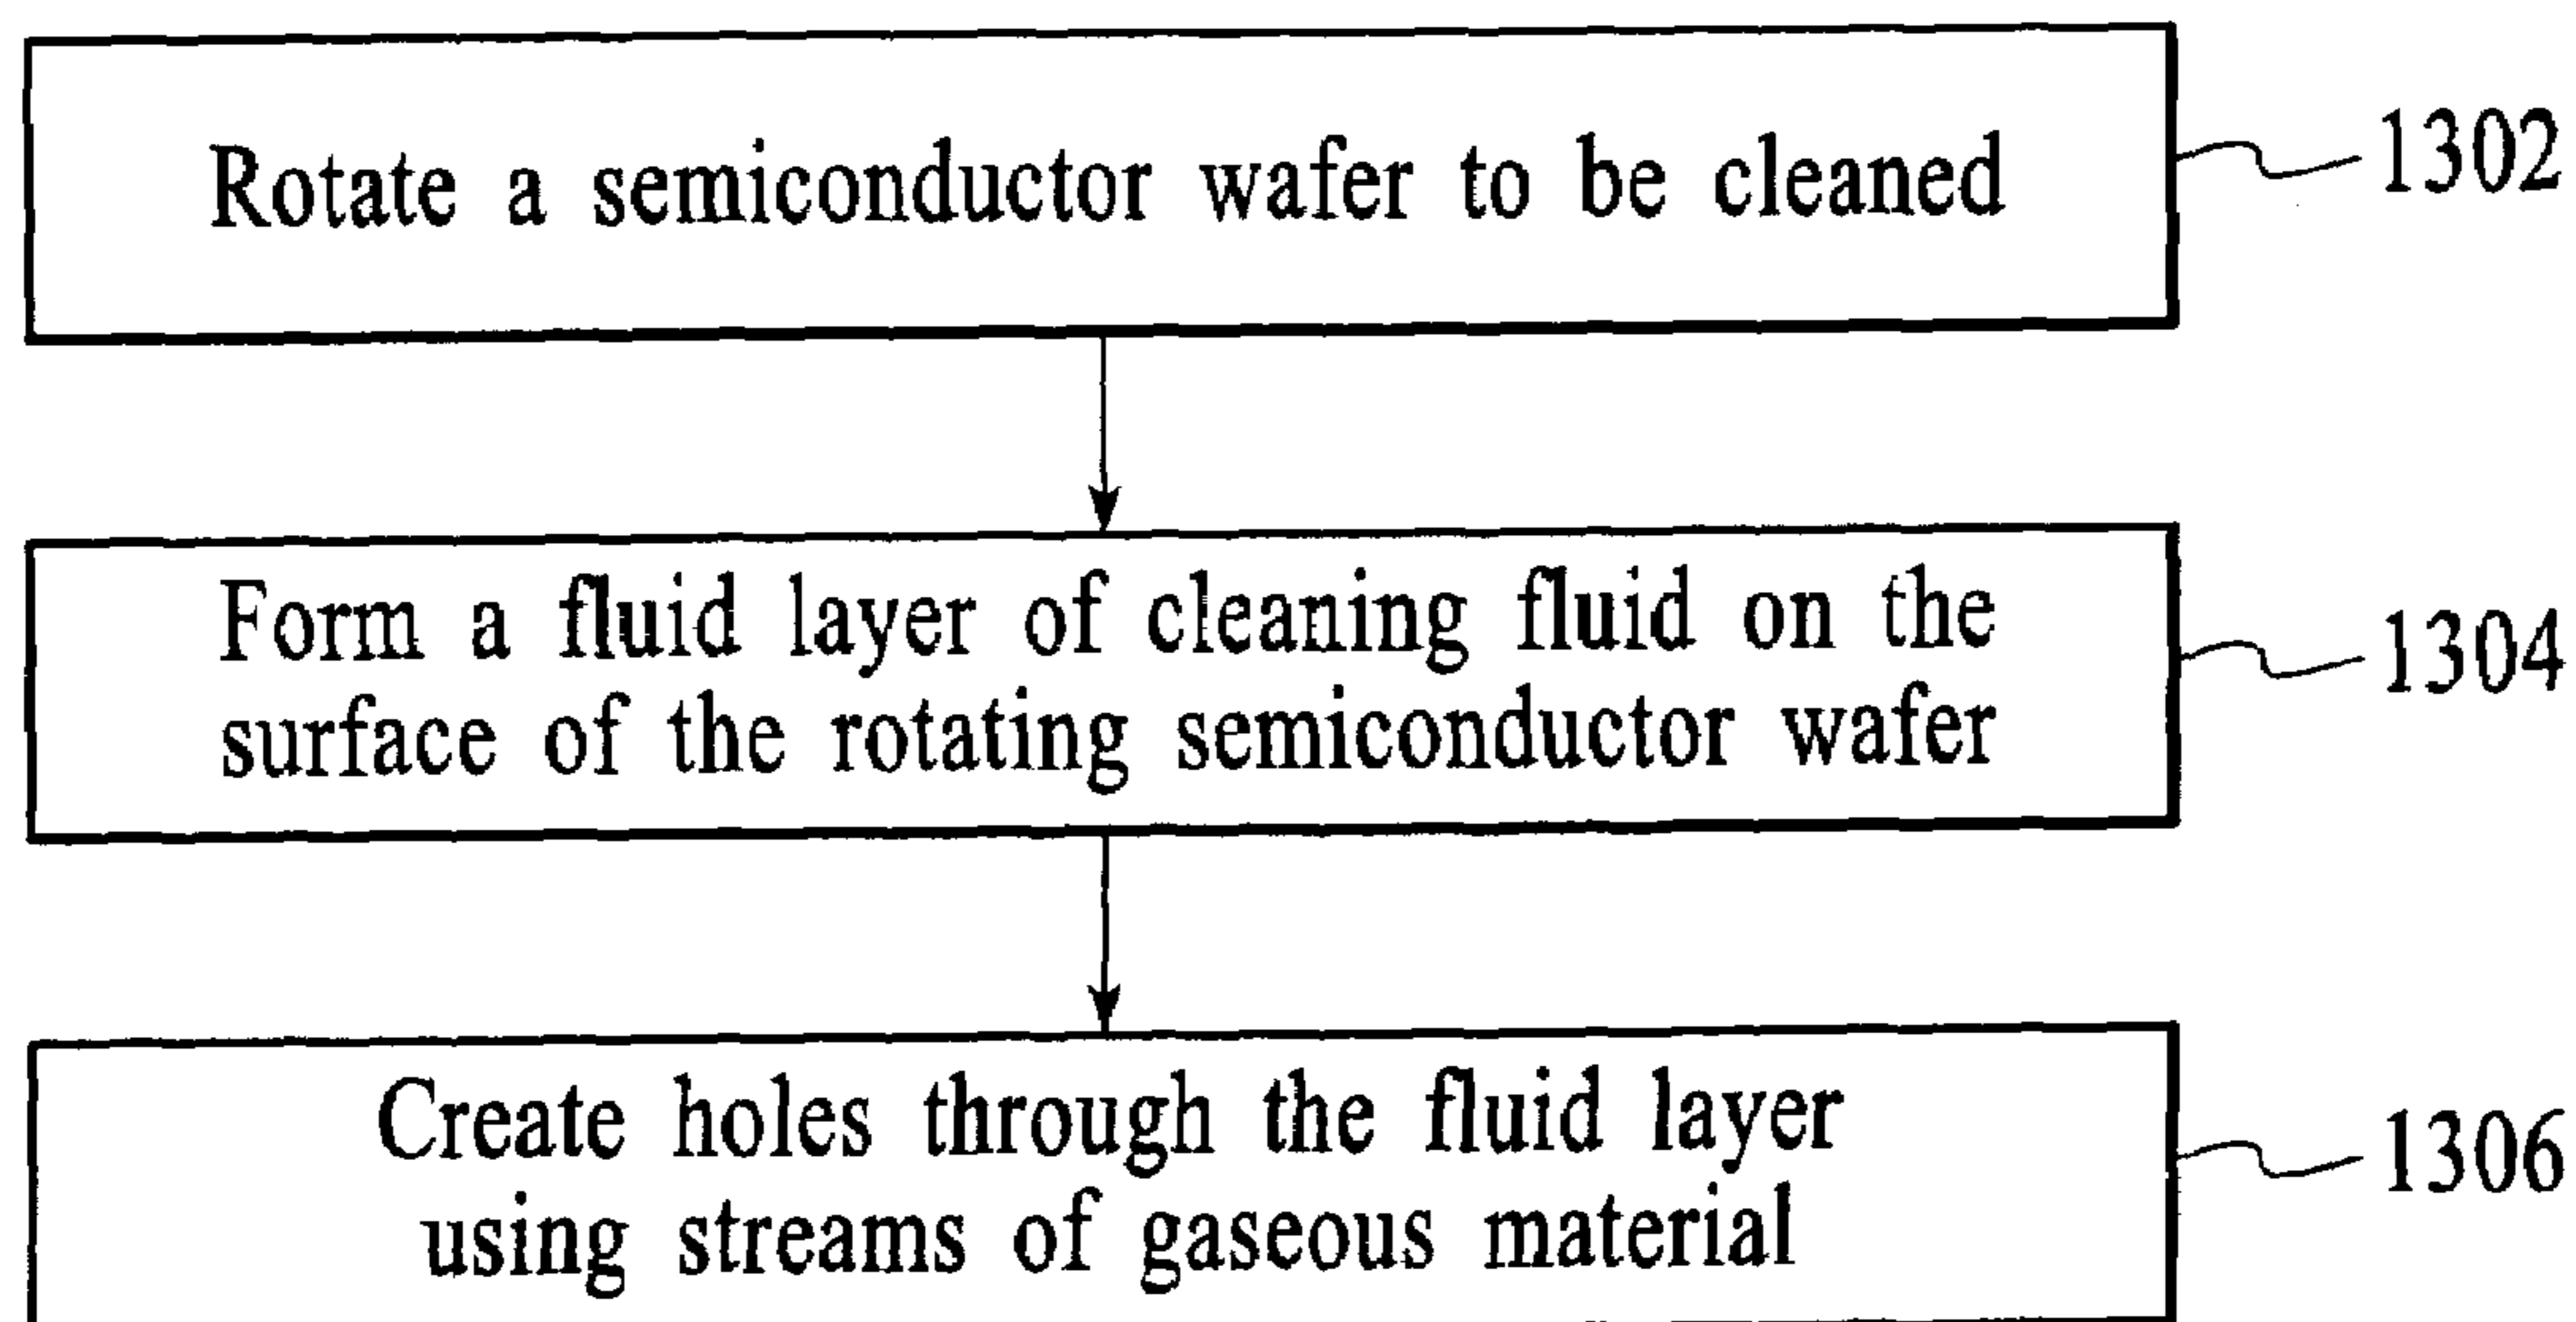 Rotate a semiconductor wafer to be cleaned
1302
Form a fluid layer of cleaning fluid on the
surface of the rotating semiconductor wafer
1304
Create holes through the fluid layer
using streams of gaseous material
1306